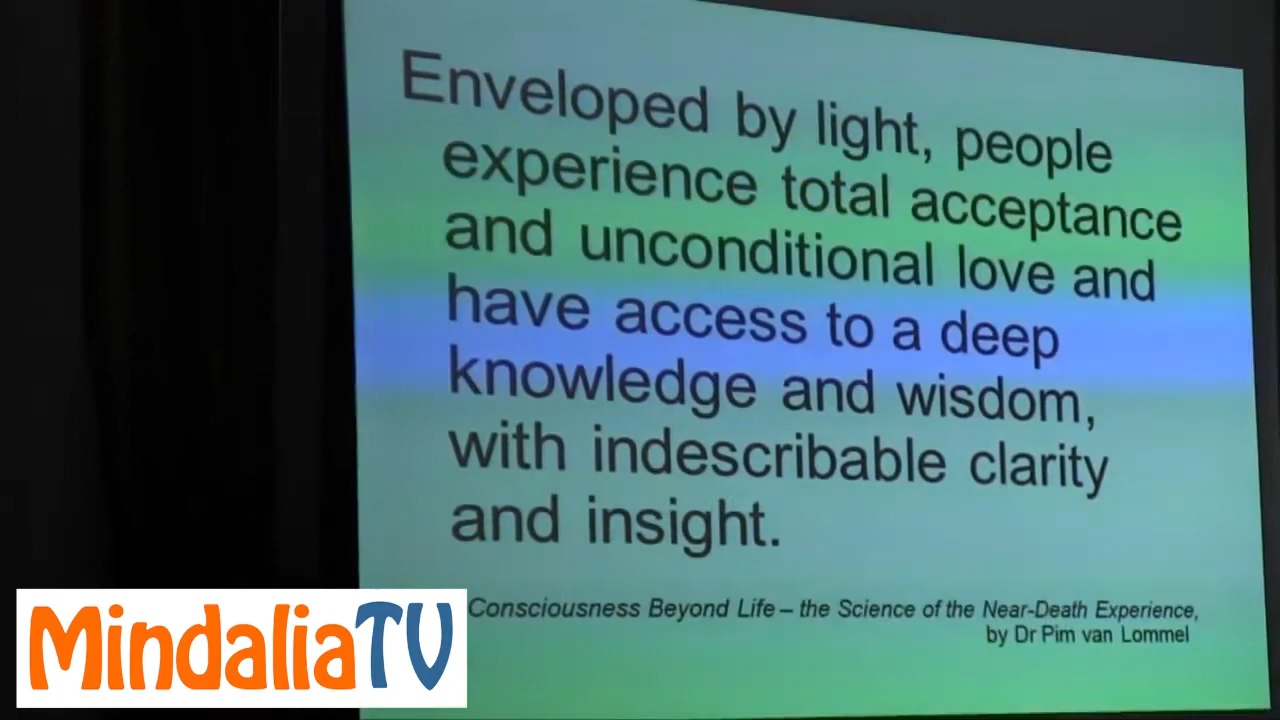 Enveloped by light, people
experience total acceptance
and unconditional love and
have access to a deep
knowledge and wisdom,
with indescribable clarity
and insight.
Consciousness Beyond Life – the Science of the Near-Death Experience,
by Dr Pim van Lommel
MindaliaTV